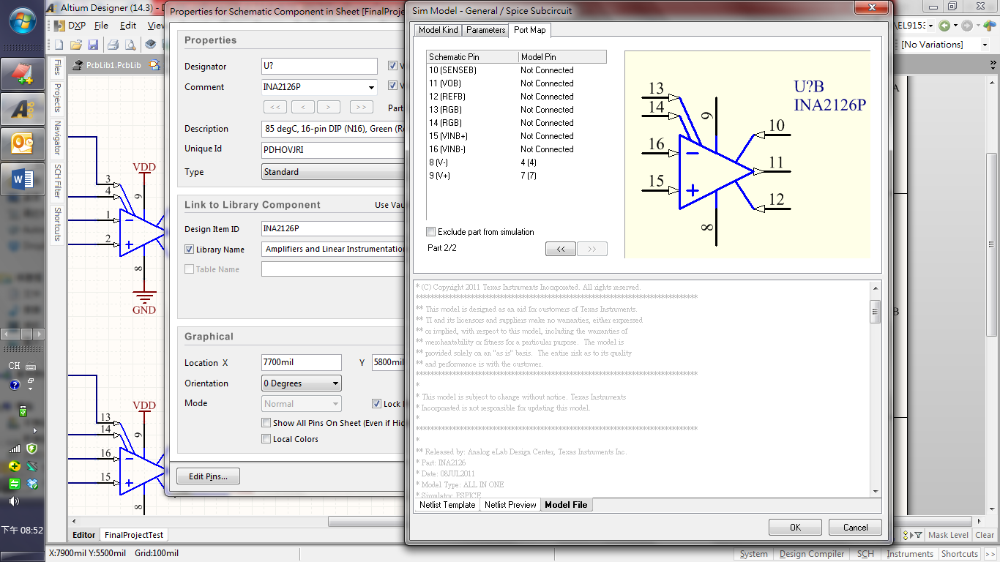 Altium Designer (14.3) - D
DXP File Edit View
PcbLib1.PcbLib
Files
Projects
Navigator
SCH Filter
Shortcuts
VDD
3
4
1
2
9
8
GND
VDD
13
14
16
15
9
8
Editor FinalProjectTest
X:7900mil Y:5500mil Grid:100mil
CH
下午 08:52
Properties for Schematic Component in Sheet [FinalProjec
Properties
Designator U?
Comment INA2126P
<< < > >> Part
Description 85 degC, 16-pin DIP (N16), Green (Ro
Unique Id PDHOVJRI
Type Standard
Link to Library Component Use Vau
Design Item ID INA2126P
Library Name Amplifiers and Linear Instrumentation
Table Name
Graphical
Location X 7700mil Y 5800mil
Orientation 0 Degrees
Mode Normal Lock
Show All Pins On Sheet (Even if Hid
Local Colors
Edit Pins...
Sim Model - General / Spice Subcircuit
Model Kind Parameters Port Map
Schematic Pin Model Pin
10 (SENSEB) Not Connected
11 (VOB) Not Connected
12 (REFB) Not Connected
13 (RGB) Not Connected
14 (RGB) Not Connected
15 (VINB+) Not Connected
16 (VINB-) Not Connected
8 (V-) 4 (4)
9 (V+) 7 (7)
Exclude part from simulation
Part 2/2 << >>
U?B
INA2126P
13
14
16
15
9
8
10
11
12
* (C) Copyright 2011 Texas Instruments Incorporated. All rights reserved.
** This model is designed as an aid for customers of Texas Instruments.
** TI and its licensors and suppliers make no warranties, either expressed
** or implied, with respect to this model, including the warranties of
** merchantability or fitness for a particular purpose. The model is
** provided solely on an "as is" basis. The entire risk as to its quality
** and performance is with the customer.
*
* This model is subject to change without notice. Texas Instruments
* Incorporated is not responsible for updating this model.
*
*
** Released by: Analog eLab Design Center, Texas Instruments Inc.
* Part: INA2126
* Date: 08JUL2011
* Model Type: ALL IN ONE
* Simulator: PSPICE
Netlist Template Netlist Preview Model File
OK Cancel
[No Variations]
Mask Level Clear
System Design Compiler SCH Instruments Shortcuts >>